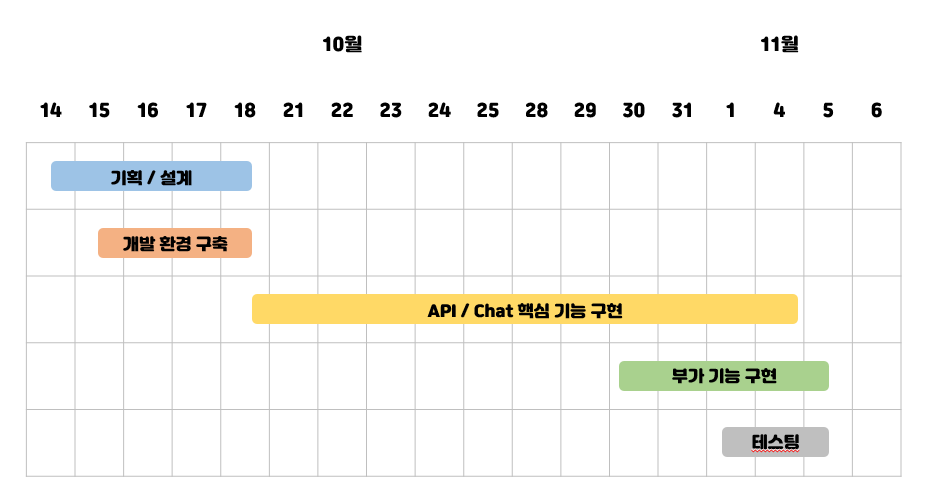 10월 11월
14 15 16 17 18 21 22 23 24 25 28 29 30 31 1 4 5 6
기획 / 설계
개발 환경 구축
API / Chat 핵심 기능 구현
부가 기능 구현
테스팅